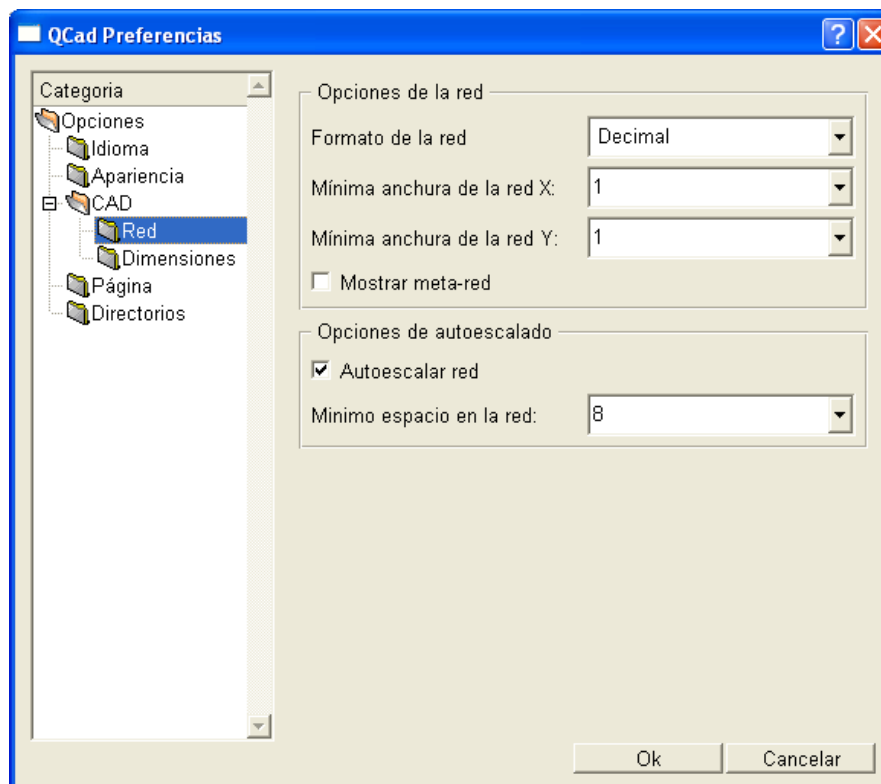 QCad Preferencias
Categoria
Opciones
Idioma
Apariencia
CAD
Red
Dimensiones
Página
Directorios
Opciones de la red
Formato de la red Decimal
Mínima anchura de la red X: 1
Mínima anchura de la red Y: 1
Mostrar meta-red
Opciones de autoescalado
Autoescalar red
Minimo espacio en la red: 8
Ok Cancelar